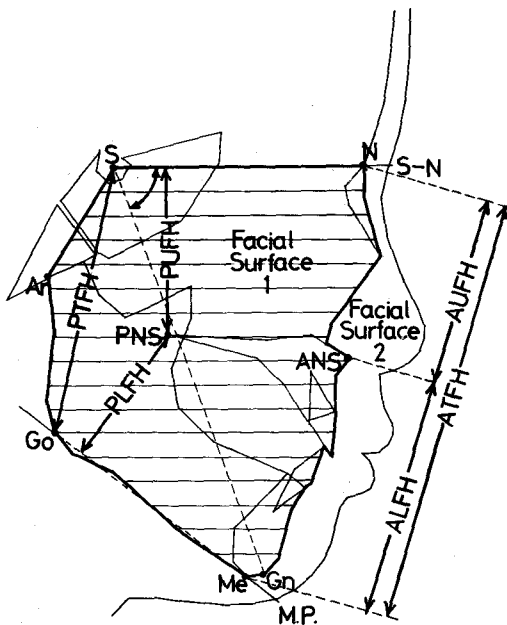 S
N
S-N
Facial
Surface
1
PUFH
PTFH
Ar
Facial
Surface
2
AUFH
PNS
ANS
ATFH
PLFH
Go
ALFH
Me
Gn
M.P.